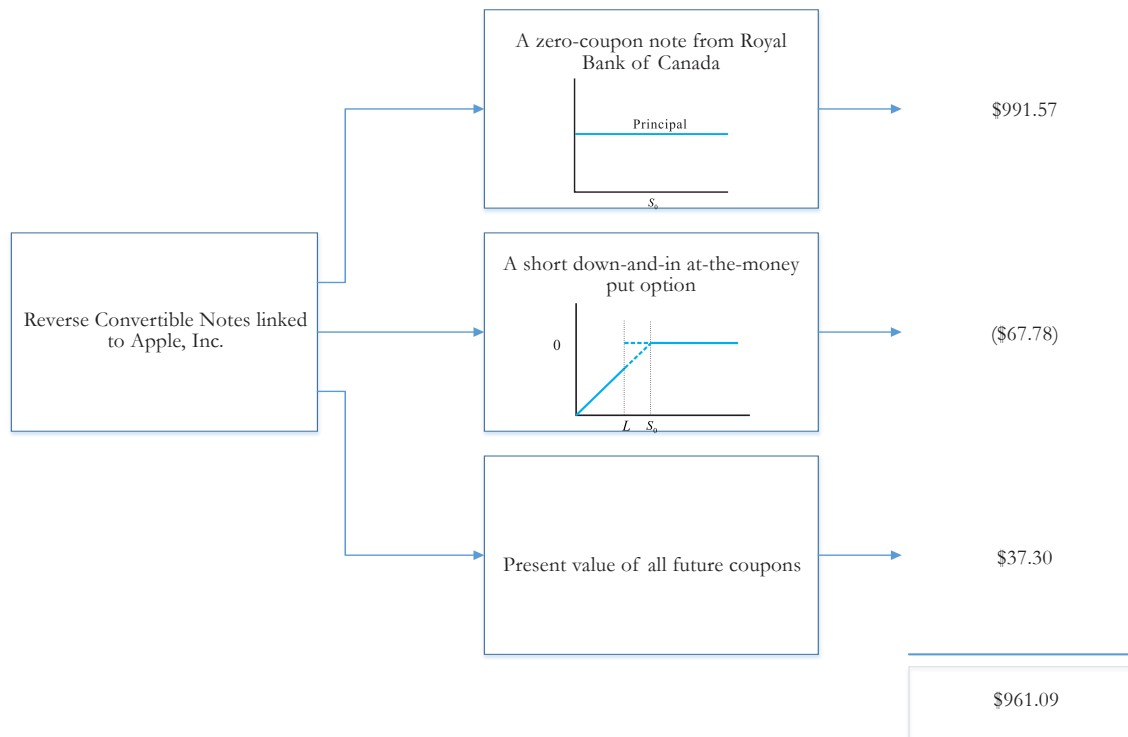 A zero-coupon note from Royal
Bank of Canada
Principal
S₀
$991.57
Reverse Convertible Notes linked
to Apple, Inc.
A short down-and-in at-the-money
put option
0
L S₀
($67.78)
Present value of all future coupons
$37.30
$961.09